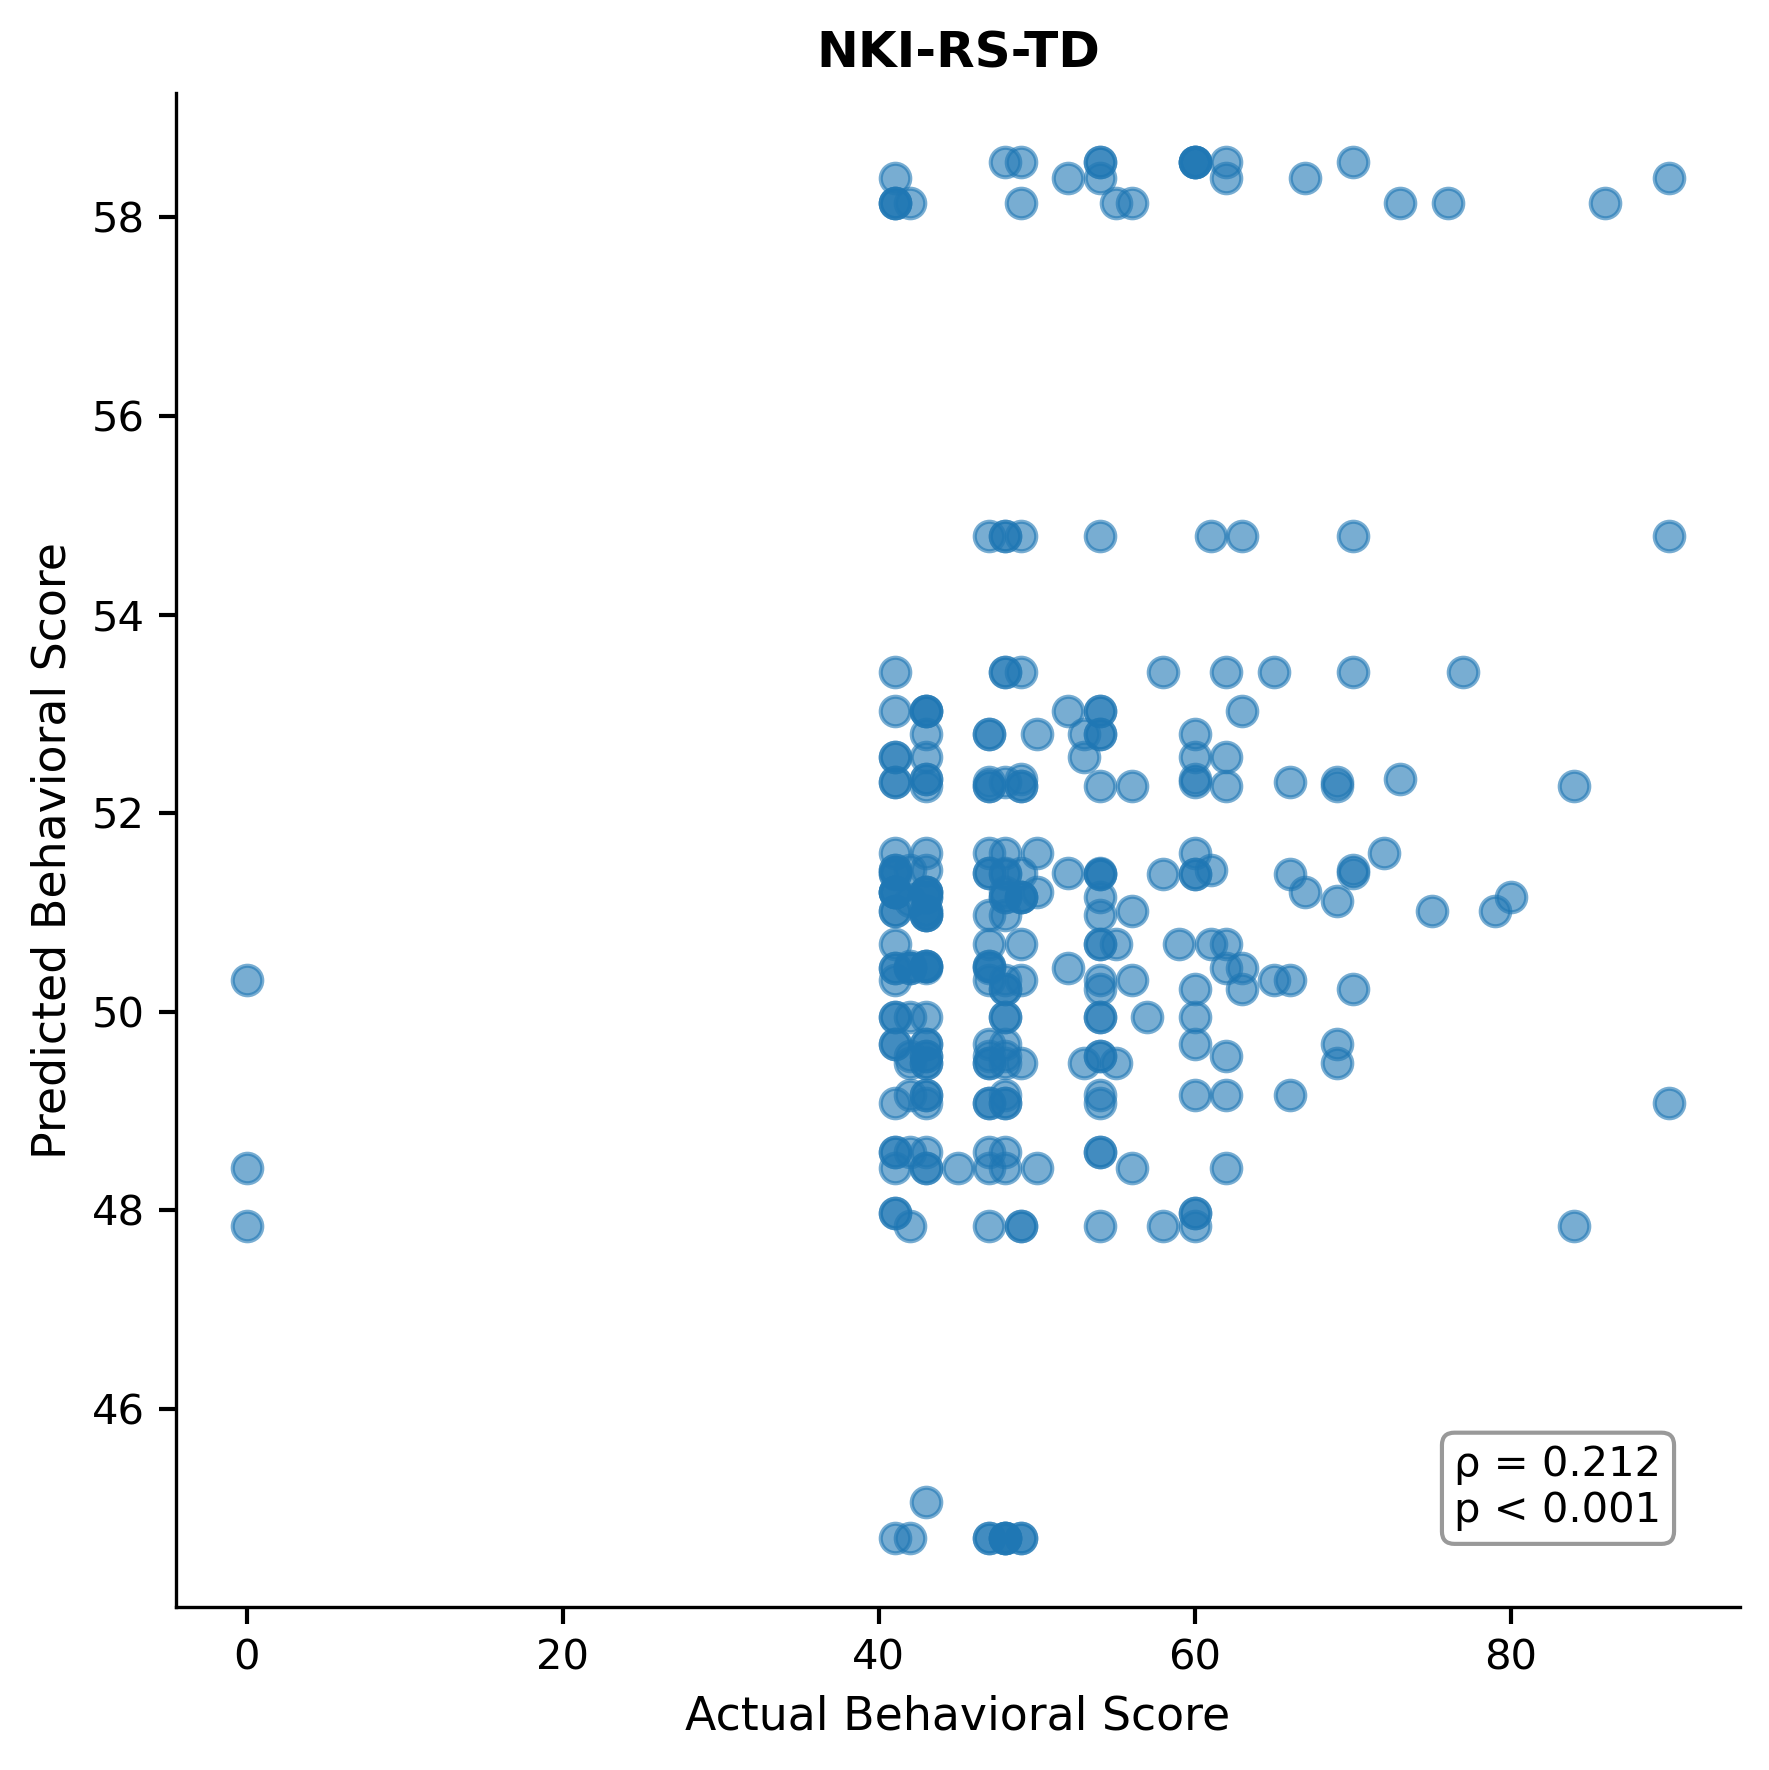 NKI-RS-TD
Predicted Behavioral Score
58
56
54
52
50
48
46
ρ = 0.212
p < 0.001
0 20 40 60 80
Actual Behavioral Score